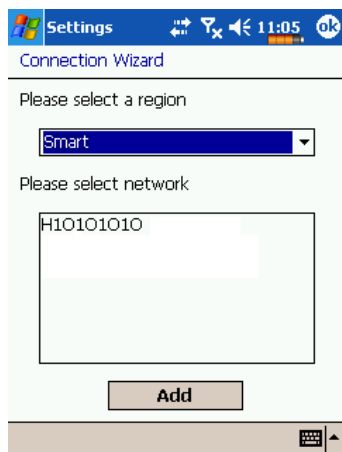 Settings 11:05 ok
Connection Wizard
Please select a region
Smart
Please select network
H1O1O1O1O
Add